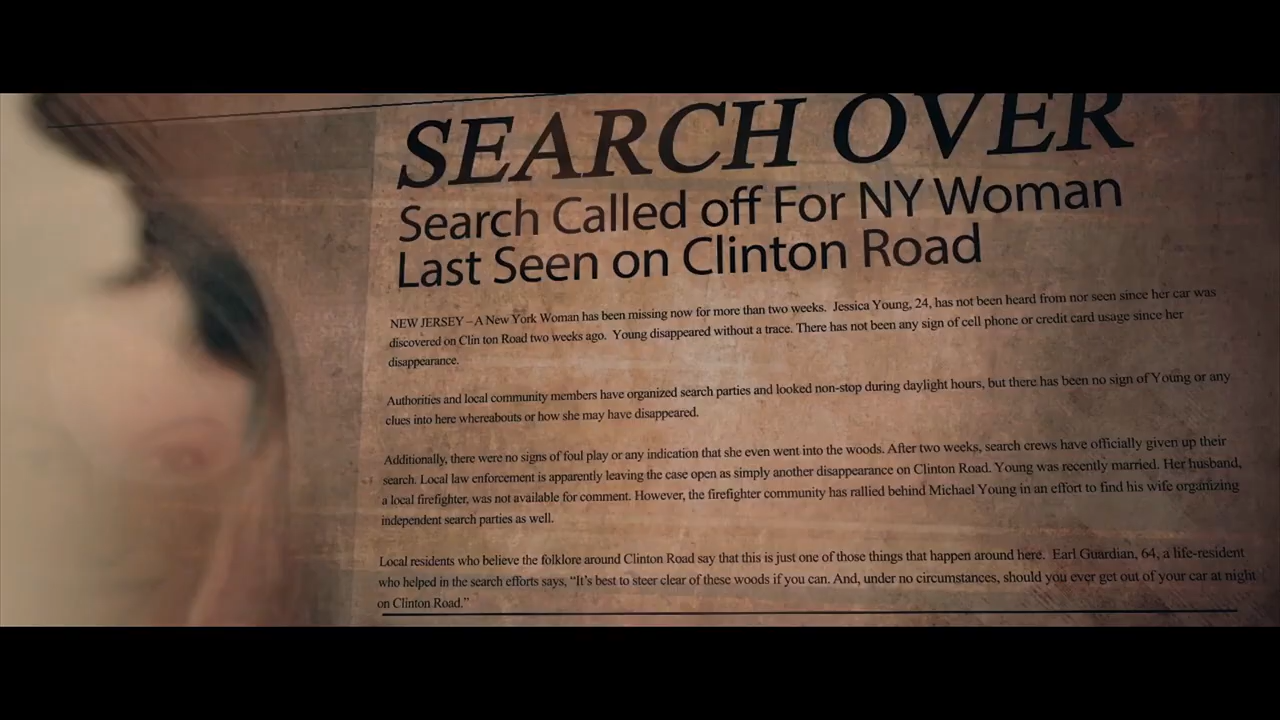 SEARCH OVER
Search Called off For NY Woman
Last Seen on Clinton Road
NEW JERSEY – A New York Woman has been missing now for more than two weeks. Jessica Young, 24, has not been heard from nor seen since her car was
discovered on Clin ton Road two weeks ago. Young disappeared without a trace. There has not been any sign of cell phone or credit card usage since her
disappearance.
Authorities and local community members have organized search parties and looked non-stop during daylight hours, but there has been no sign of Young or any
clues into here whereabouts or how she may have disappeared.
Additionally, there were no signs of foul play or any indication that she even went into the woods. After two weeks, search crews have officially given up their
search. Local law enforcement is apparently leaving the case open as simply another disappearance on Clinton Road. Young was recently married. Her husband,
a local firefighter, was not available for comment. However, the firefighter community has rallied behind Michael Young in an effort to find his wife organizing
independent search parties as well.
Local residents who believe the folklore around Clinton Road say that this is just one of those things that happen around here. Earl Guardian, 64, a life-resident
who helped in the search efforts says, “It’s best to steer clear of these woods if you can. And, under no circumstances, should you ever get out of your car at night
on Clinton Road.”